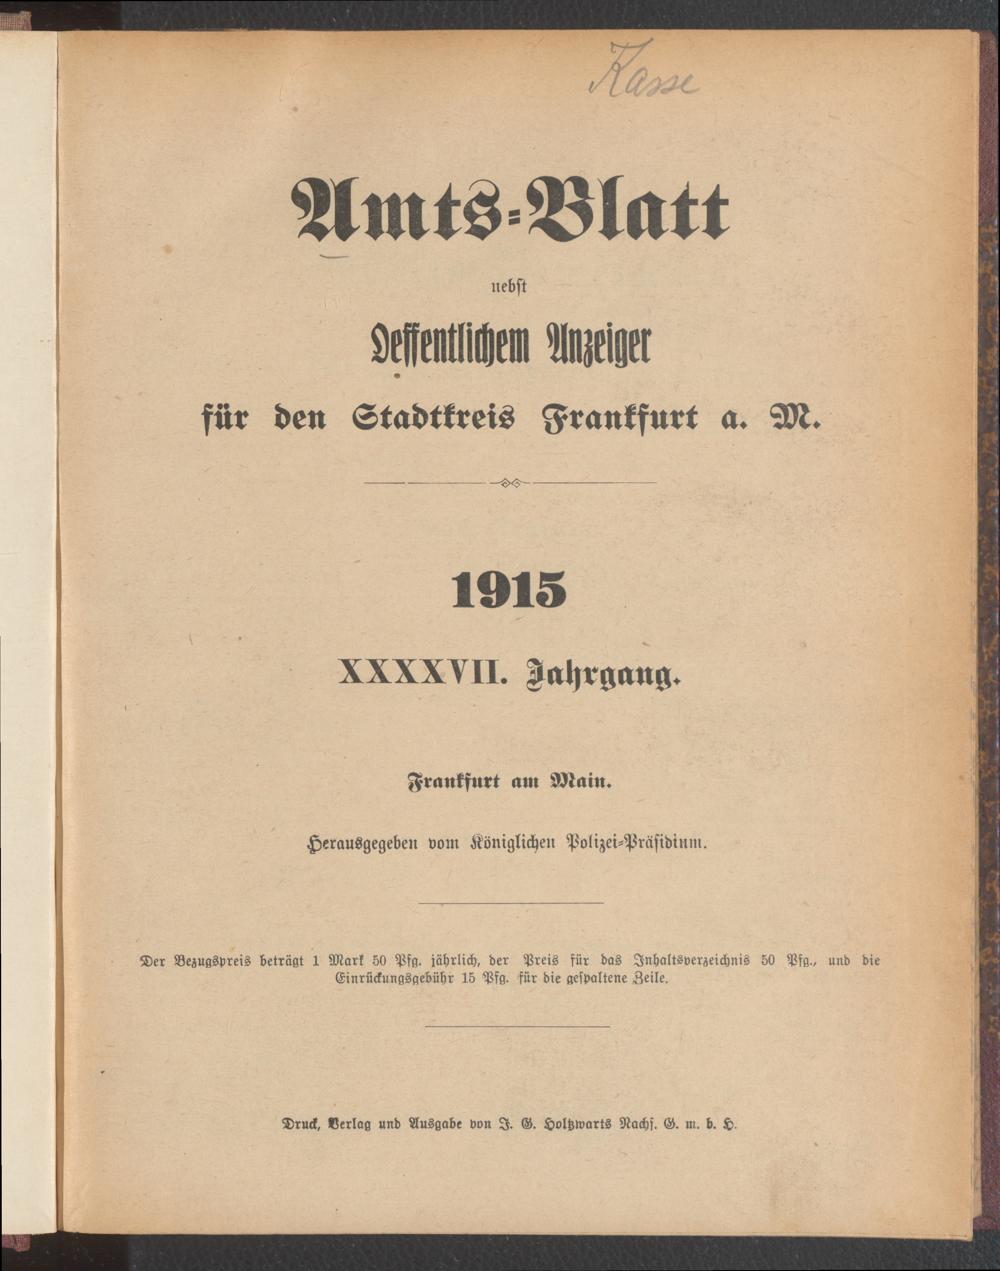 Kasse
Amts-Blatt
nebst
Oeffentlichem Anzeiger
für den Stadtkreis Frankfurt a. M.
1915
XXXXVII. Jahrgang.
Frankfurt am Main.
Herausgegeben vom Königlichen Polizei-Präsidium.
Der Bezugspreis beträgt 1 Mark 50 Pfg. jährlich, der Preis für das Inhaltsverzeichnis 50 Pfg., und die
Einrückungsgebühr 15 Pfg. für die gespaltene Zeile.
Druck, Verlag und Ausgabe von J. G. Holtzwarts Nachf. G. m. b. H.